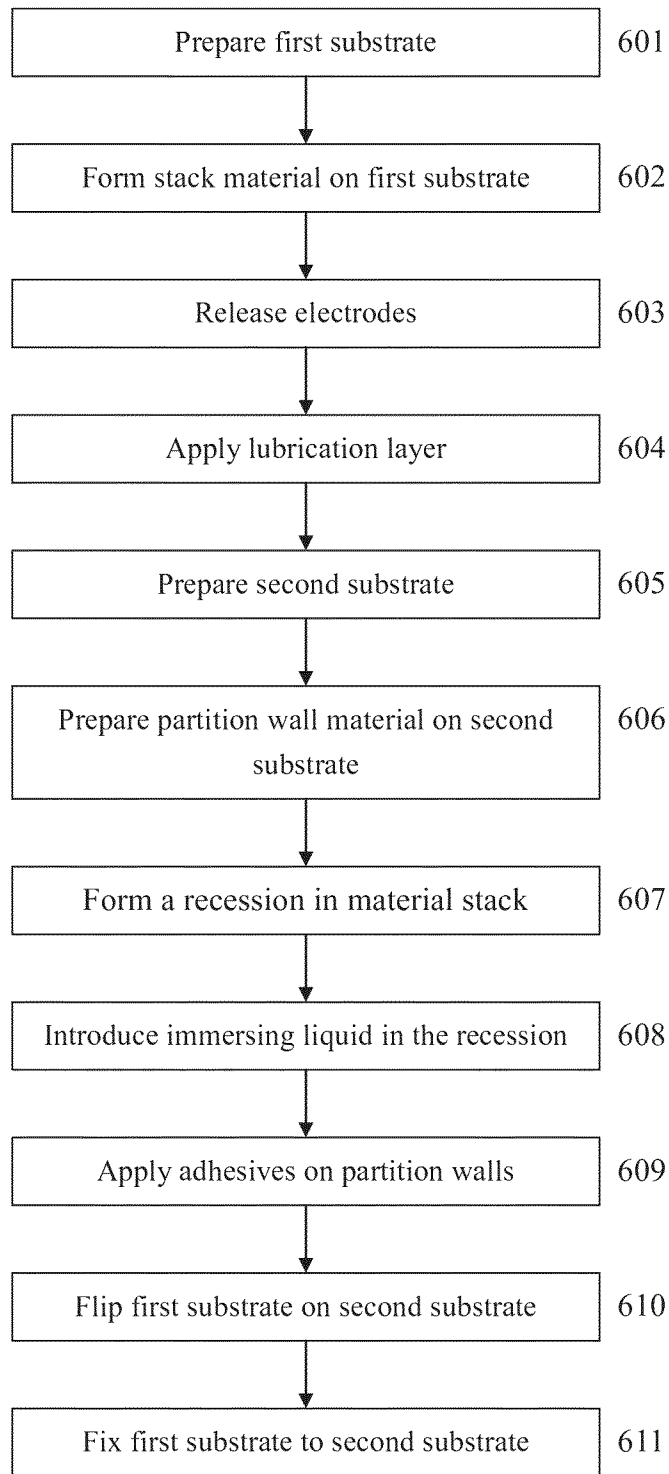 Prepare first substrate 601
Form stack material on first substrate 602
Release electrodes 603
Apply lubrication layer 604
Prepare second substrate 605
Prepare partition wall material on second 606
substrate
Form a recession in material stack 607
Introduce immersing liquid in the recession 608
Apply adhesives on partition walls 609
Flip first substrate on second substrate 610
Fix first substrate to second substrate 611